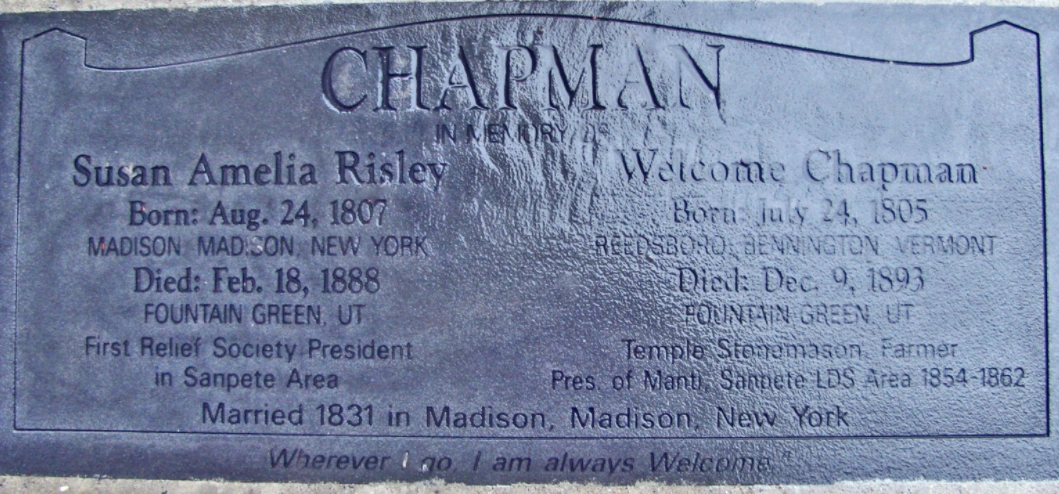 CHAPMAN
IN MEMORY OF
Susan Amelia Risley
Born: Aug. 24, 1807
MADISON, MADISON, NEW YORK
Died: Feb. 18, 1888
FOUNTAIN GREEN, UT
First Relief Society President
in Sanpete Area
Welcome Chapman
Born: July 24, 1805
REEDSBORO, BENNINGTON, VERMONT
Died: Dec. 9, 1893
FOUNTAIN GREEN, UT
Temple Stonemason, Farmer
Pres. of Manti, Sanpete LDS Area 1854-1862
Married 1831 in Madison, Madison, New York
"Wherever I go, I am always Welcome."